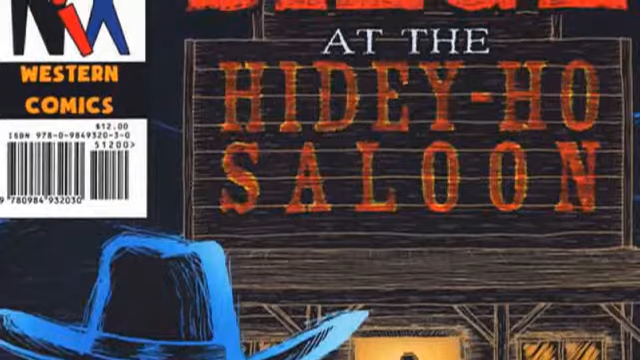 AT THE
HIDEY-HO
SALOON
WESTERN
COMICS
$12.00
ISBN 978-0-9849320-3-0
51200>
9 780984 932030